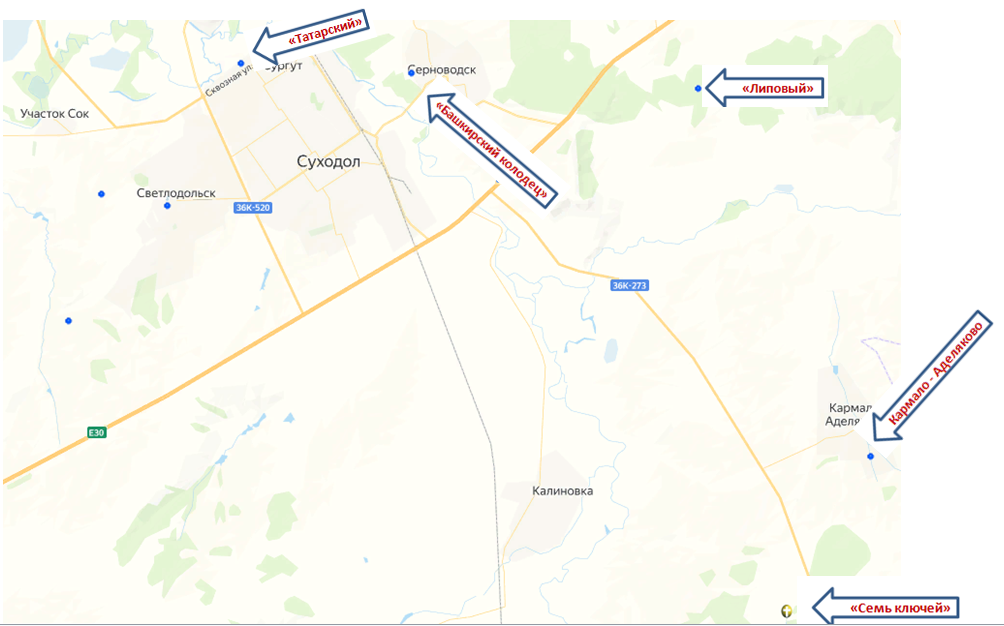 «Татарский»
Сургут
Сквозная ул.
Серноводск
«Липовый»
Участок Сок
«Башкирский колодец»
Суходол
Светлодольск
36К-520
36К-273
Кармало - Аделяково
Кармал
Аделя
Е30
Калиновка
«Семь ключей»